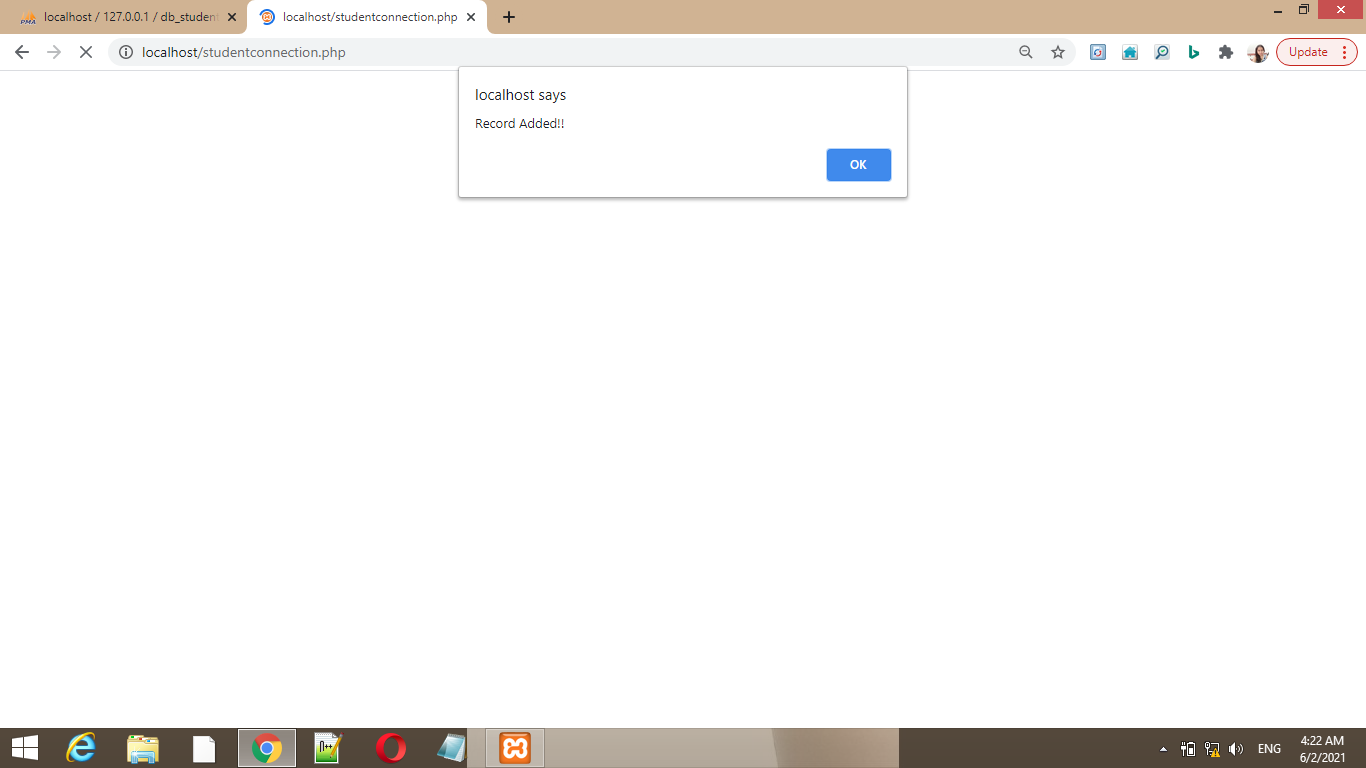 PMA localhost / 127.0.0.1 / db_student
localhost/studentconnection.php
localhost/studentconnection.php
Update
localhost says
Record Added!!
OK
N++
ENG
4:22 AM
6/2/2021